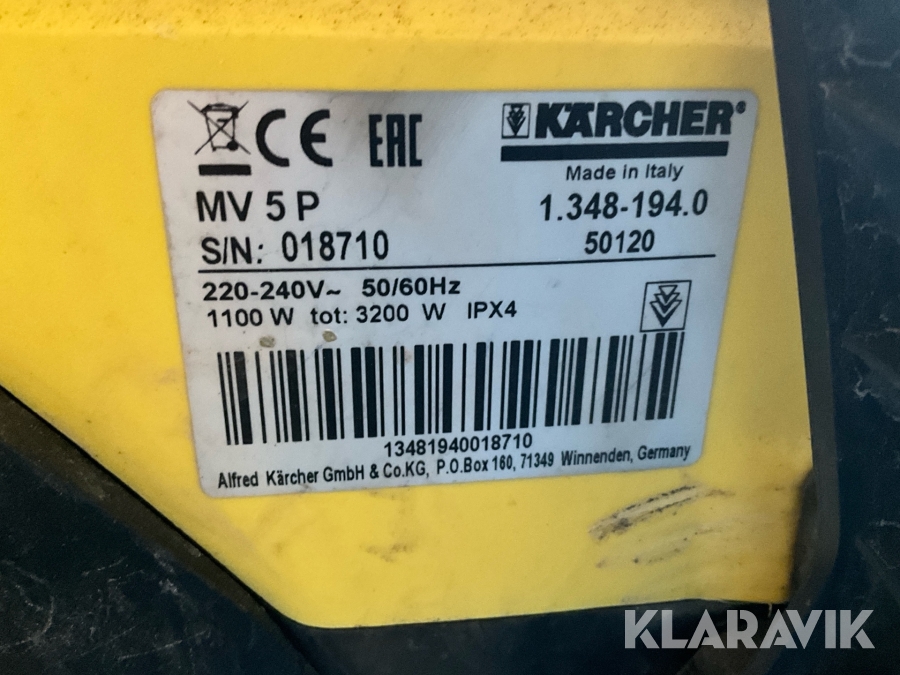 CE EAC KÄRCHER®
Made in Italy
MV 5 P 1.348-194.0
S/N: 018710 50120
220-240V~ 50/60Hz
1100 W tot: 3200 W IPX4
13481940018710
Alfred Kärcher GmbH & Co.KG, P.O.Box 160, 71349 Winnenden, Germany
KLARAVIK